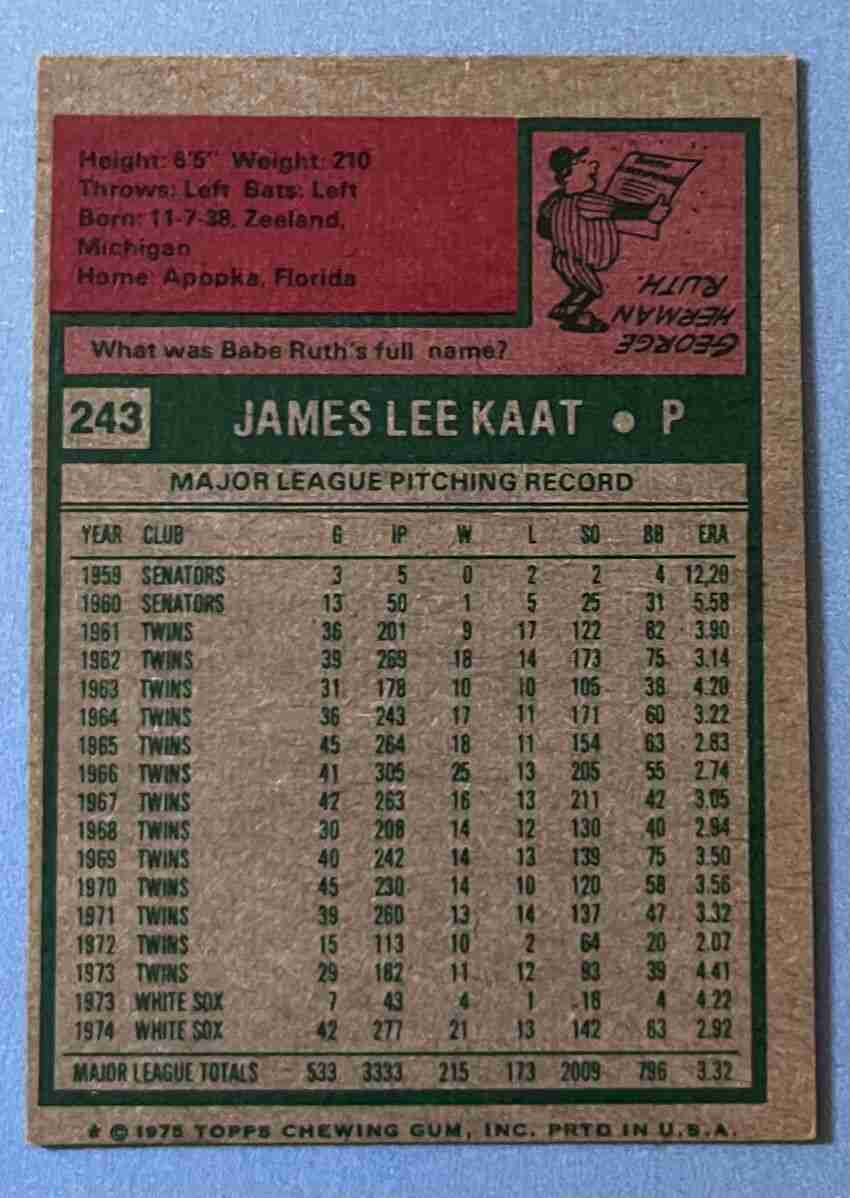 Height: 6'5" Weight: 210
Throws: Left Bats: Left
Born: 11-7-38, Zeeland,
Michigan
Home: Apopka, Florida
GEORGE
HERMAN
RUTH.
What was Babe Ruth's full name?
243 JAMES LEE KAAT • P
MAJOR LEAGUE PITCHING RECORD
YEAR CLUB G IP W L SO BB ERA
1959 SENATORS 3 5 0 2 2 4 12,20
1960 SENATORS 13 50 1 5 25 31 5.58
1961 TWINS 36 201 9 17 122 82 3.90
1962 TWINS 39 269 18 14 173 75 3.14
1963 TWINS 31 178 10 10 105 38 4.20
1964 TWINS 36 243 17 11 171 60 3.22
1965 TWINS 45 264 18 11 154 63 2.83
1966 TWINS 41 305 25 13 205 55 2.74
1967 TWINS 42 263 16 13 211 42 3.05
1968 TWINS 30 208 14 12 130 40 2.94
1969 TWINS 40 242 14 13 139 75 3.50
1970 TWINS 45 230 14 10 120 58 3.56
1971 TWINS 39 260 13 14 137 47 3.32
1972 TWINS 15 113 10 2 64 20 2.07
1973 TWINS 29 182 11 12 93 39 4.41
1973 WHITE SOX 7 43 4 1 16 4 4.22
1974 WHITE SOX 42 277 21 13 142 63 2.92
MAJOR LEAGUE TOTALS 533 3333 215 173 2009 796 3.32
* © 1975 TOPPS CHEWING GUM, INC. PRTD IN U.S.A.